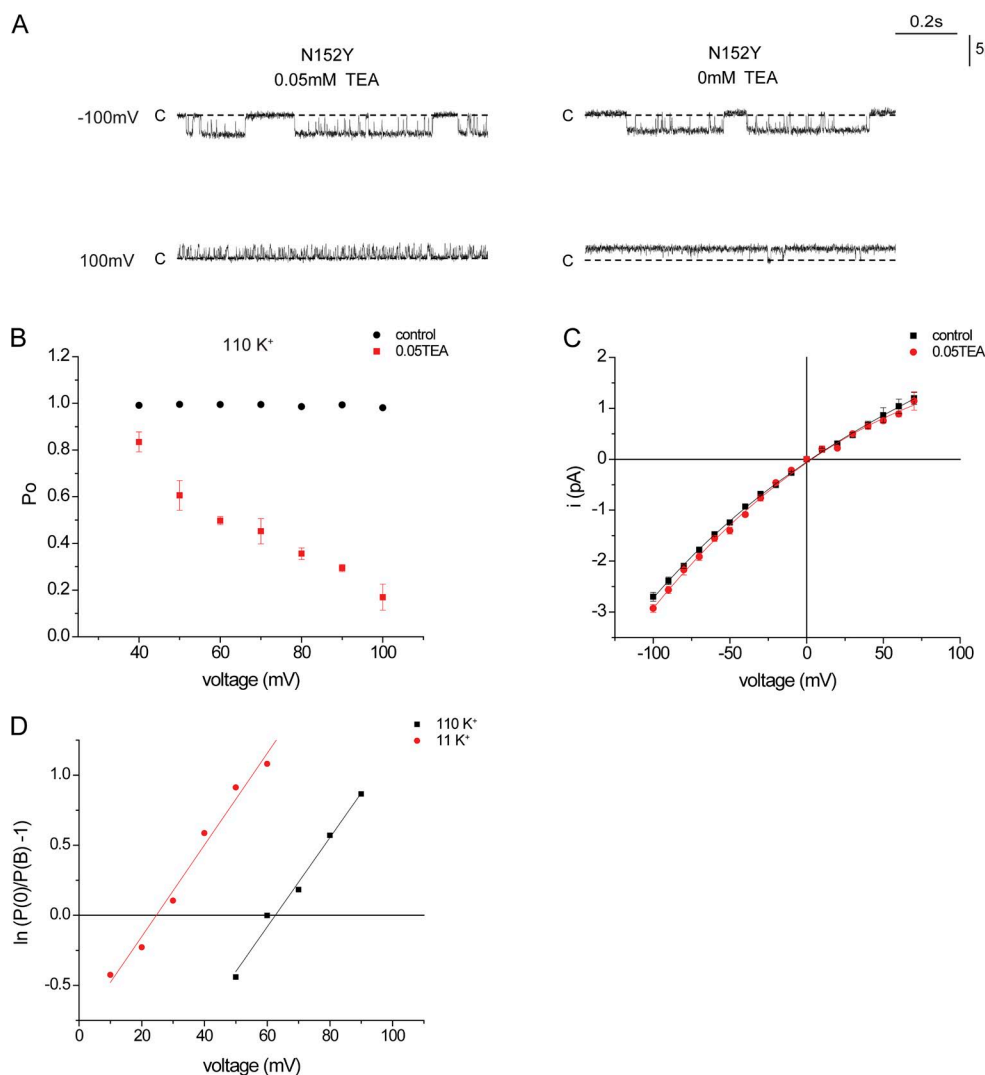 A
N152Y
0.05mM TEA
N152Y
0mM TEA
0.2s
5
-100mV
C
C
100mV
C
C
B
110 K⁺
control
0.05TEA
1.2
1.0
0.8
0.6
0.4
0.2
0.0
Po
40
60
80
100
voltage (mV)
C
control
0.05TEA
2
1
0
-1
-2
-3
i (pA)
-100
-50
0
50
100
voltage (mV)
D
110 K⁺
11 K⁺
1.0
0.5
0.0
-0.5
ln (P(0)/P(B) -1)
0
20
40
60
80
100
voltage (mV)